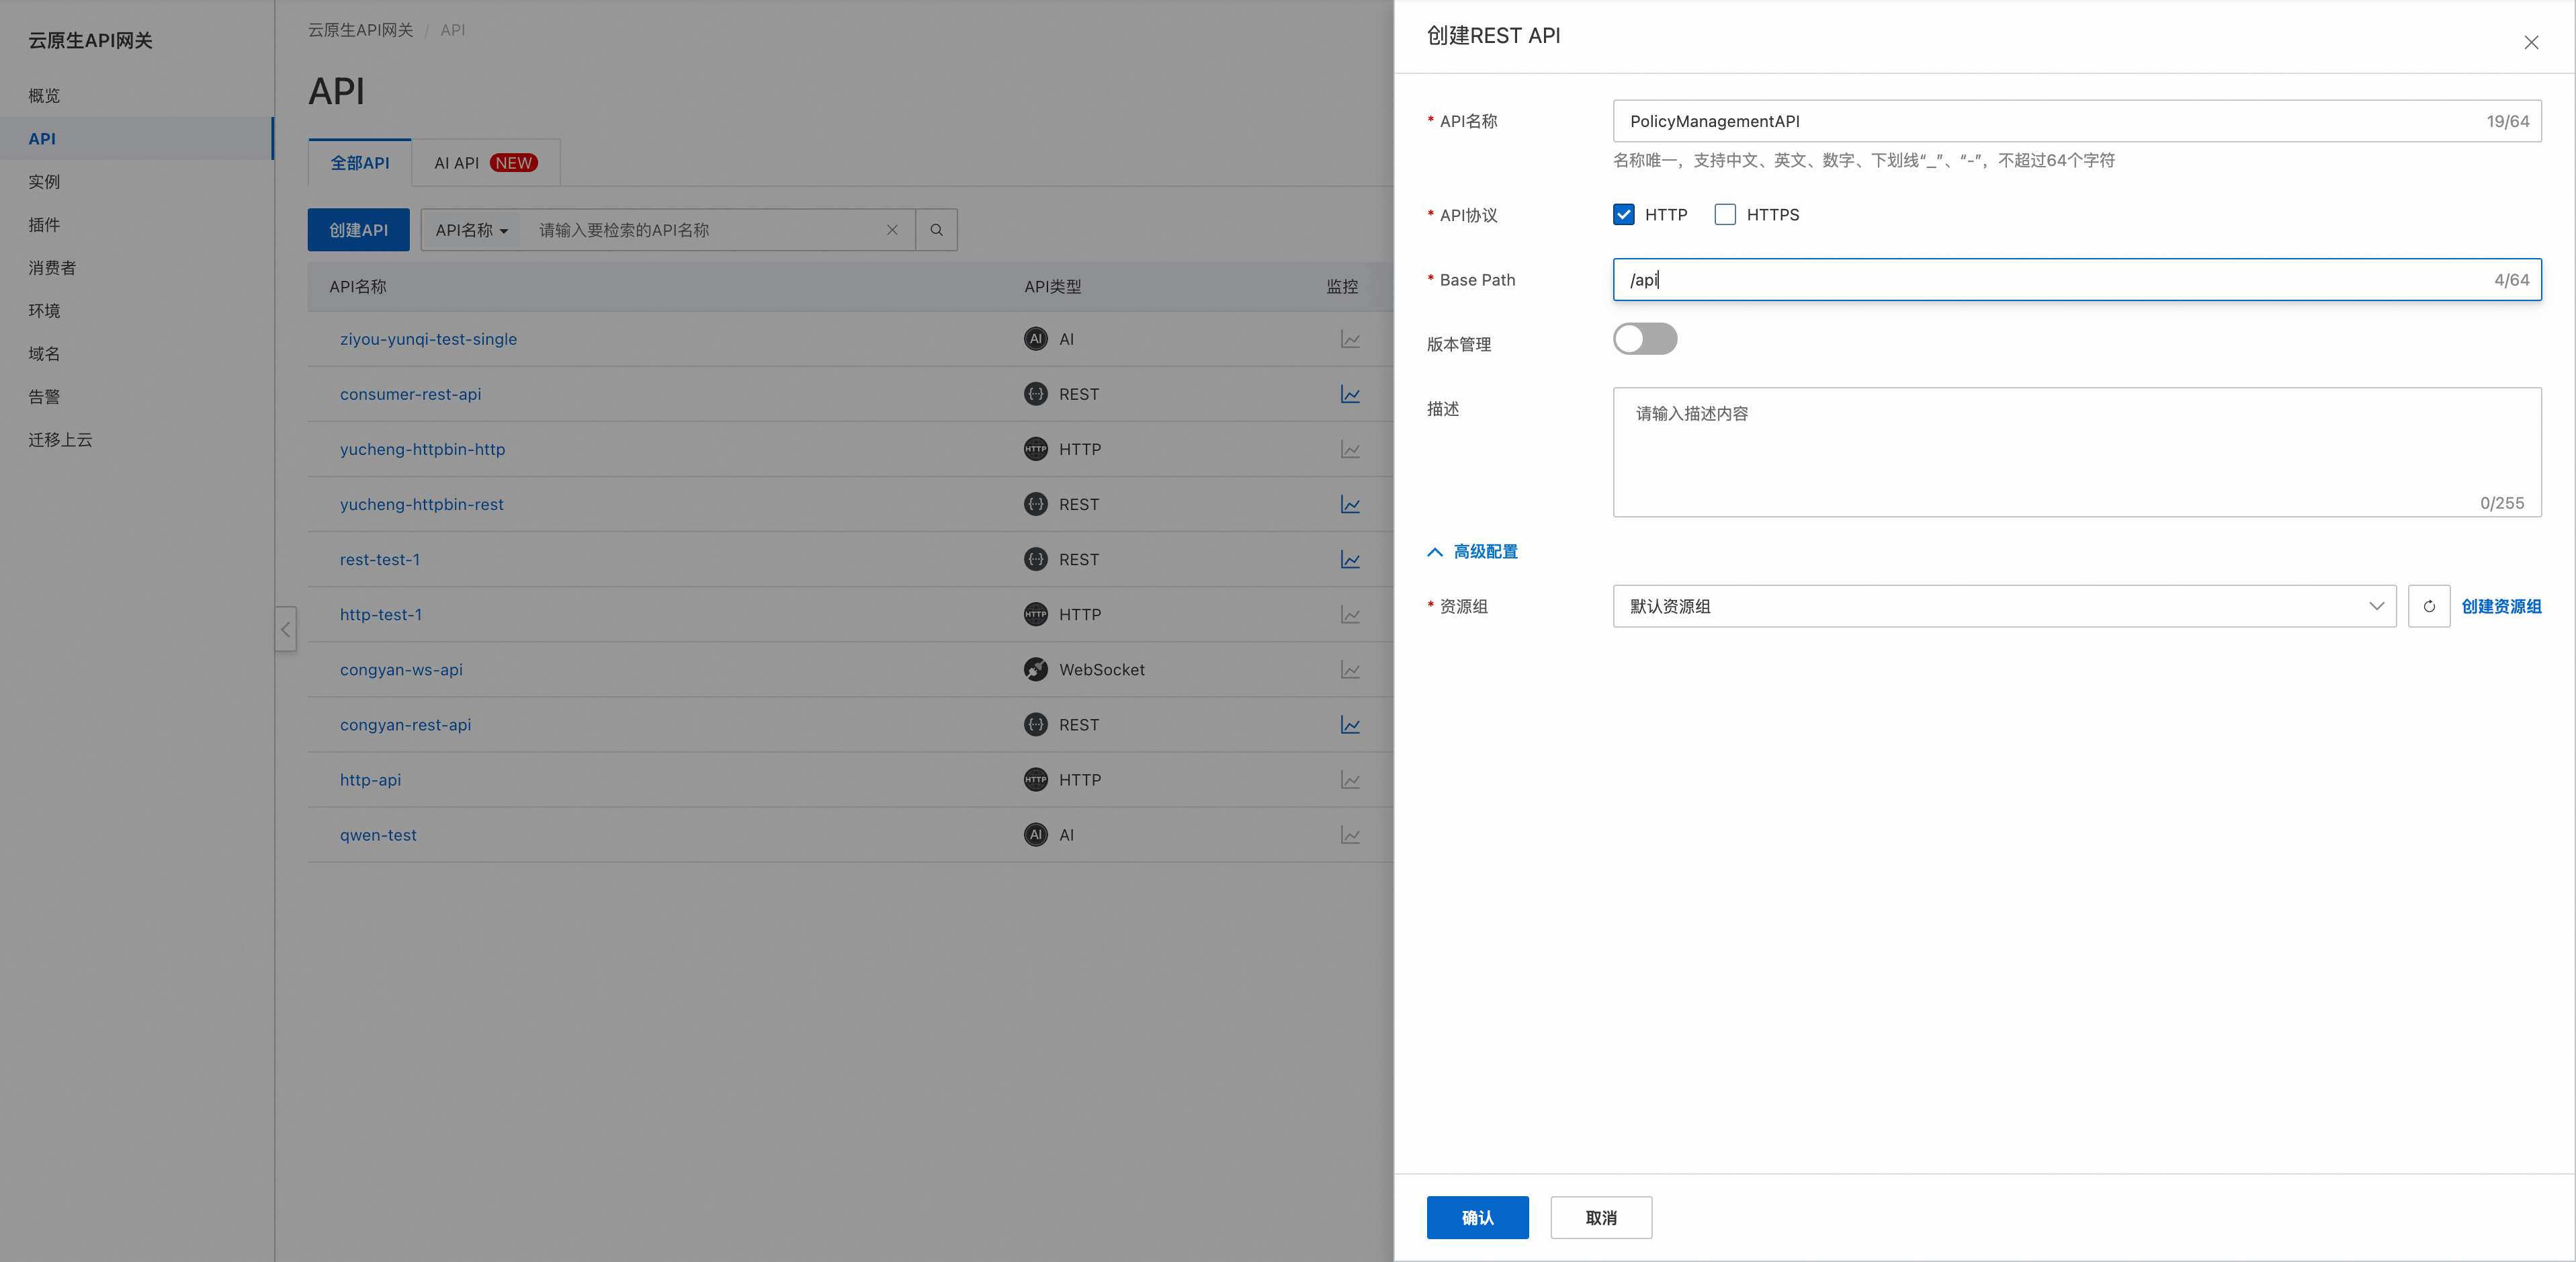 云原生API网关
概览
API
实例
插件
消费者
环境
域名
告警
迁移上云
云原生API网关 / API
API
全部API
AI API NEW
创建API
API名称
请输入要检索的API名称
API名称 API类型 监控
ziyou-yunqi-test-single AI AI
consumer-rest-api REST
yucheng-httpbin-http HTTP HTTP
yucheng-httpbin-rest REST
rest-test-1 REST
http-test-1 HTTP HTTP
congyan-ws-api WebSocket
congyan-rest-api REST
http-api HTTP HTTP
qwen-test AI AI
创建REST API
* API名称 PolicyManagementAPI 19/64
名称唯一，支持中文、英文、数字、下划线“_”、“-”，不超过64个字符
* API协议 HTTP HTTPS
* Base Path /api 4/64
版本管理
描述 请输入描述内容
0/255
高级配置
* 资源组 默认资源组 创建资源组
确认 取消